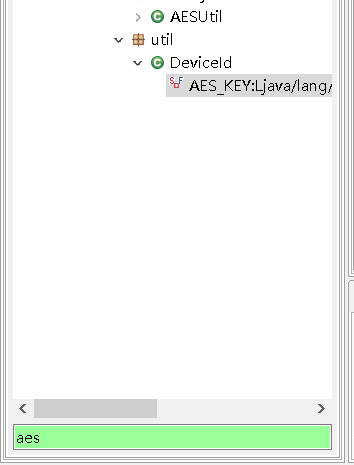 AESUtil
util
DeviceId
AES_KEY:Ljava/lang/
aes